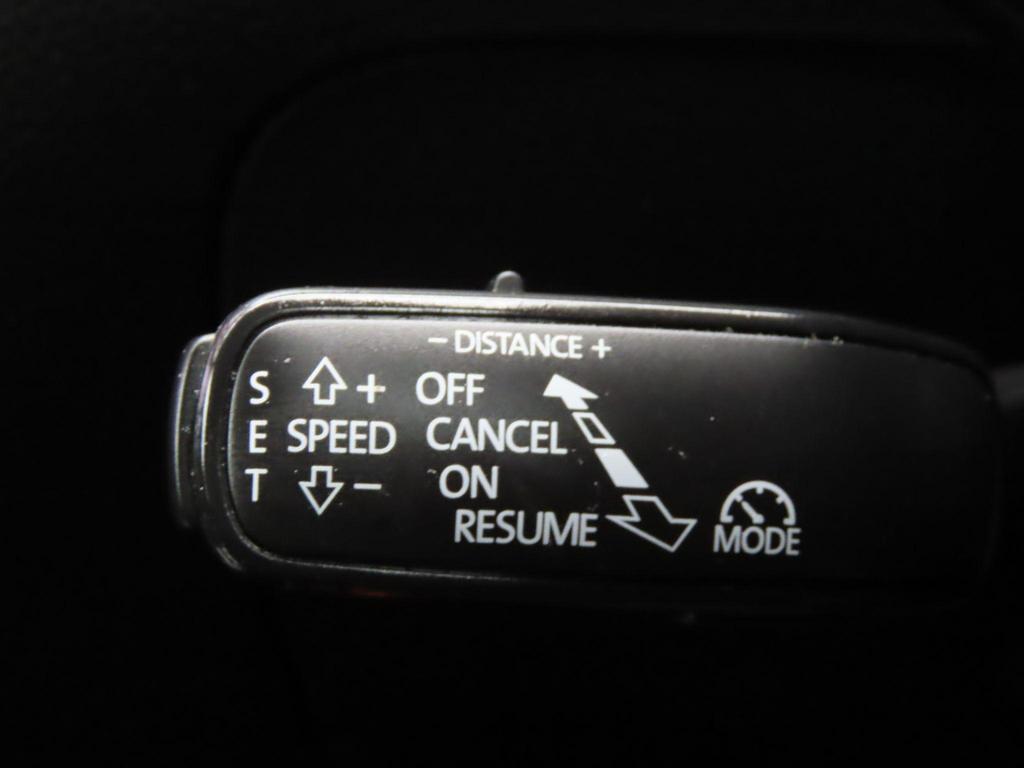 - DISTANCE +
S + OFF
E SPEED CANCEL
T - ON
RESUME
MODE